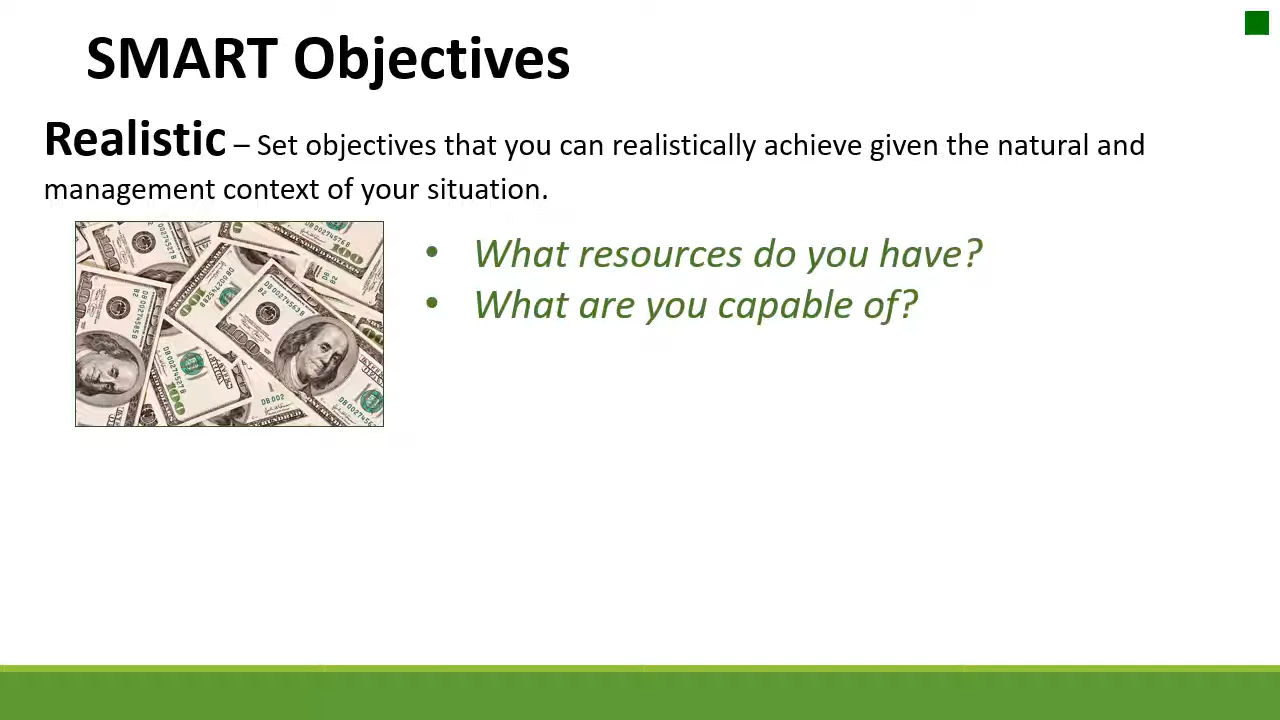 SMART Objectives
Realistic – Set objectives that you can realistically achieve given the natural and
management context of your situation.
• What resources do you have?
• What are you capable of?